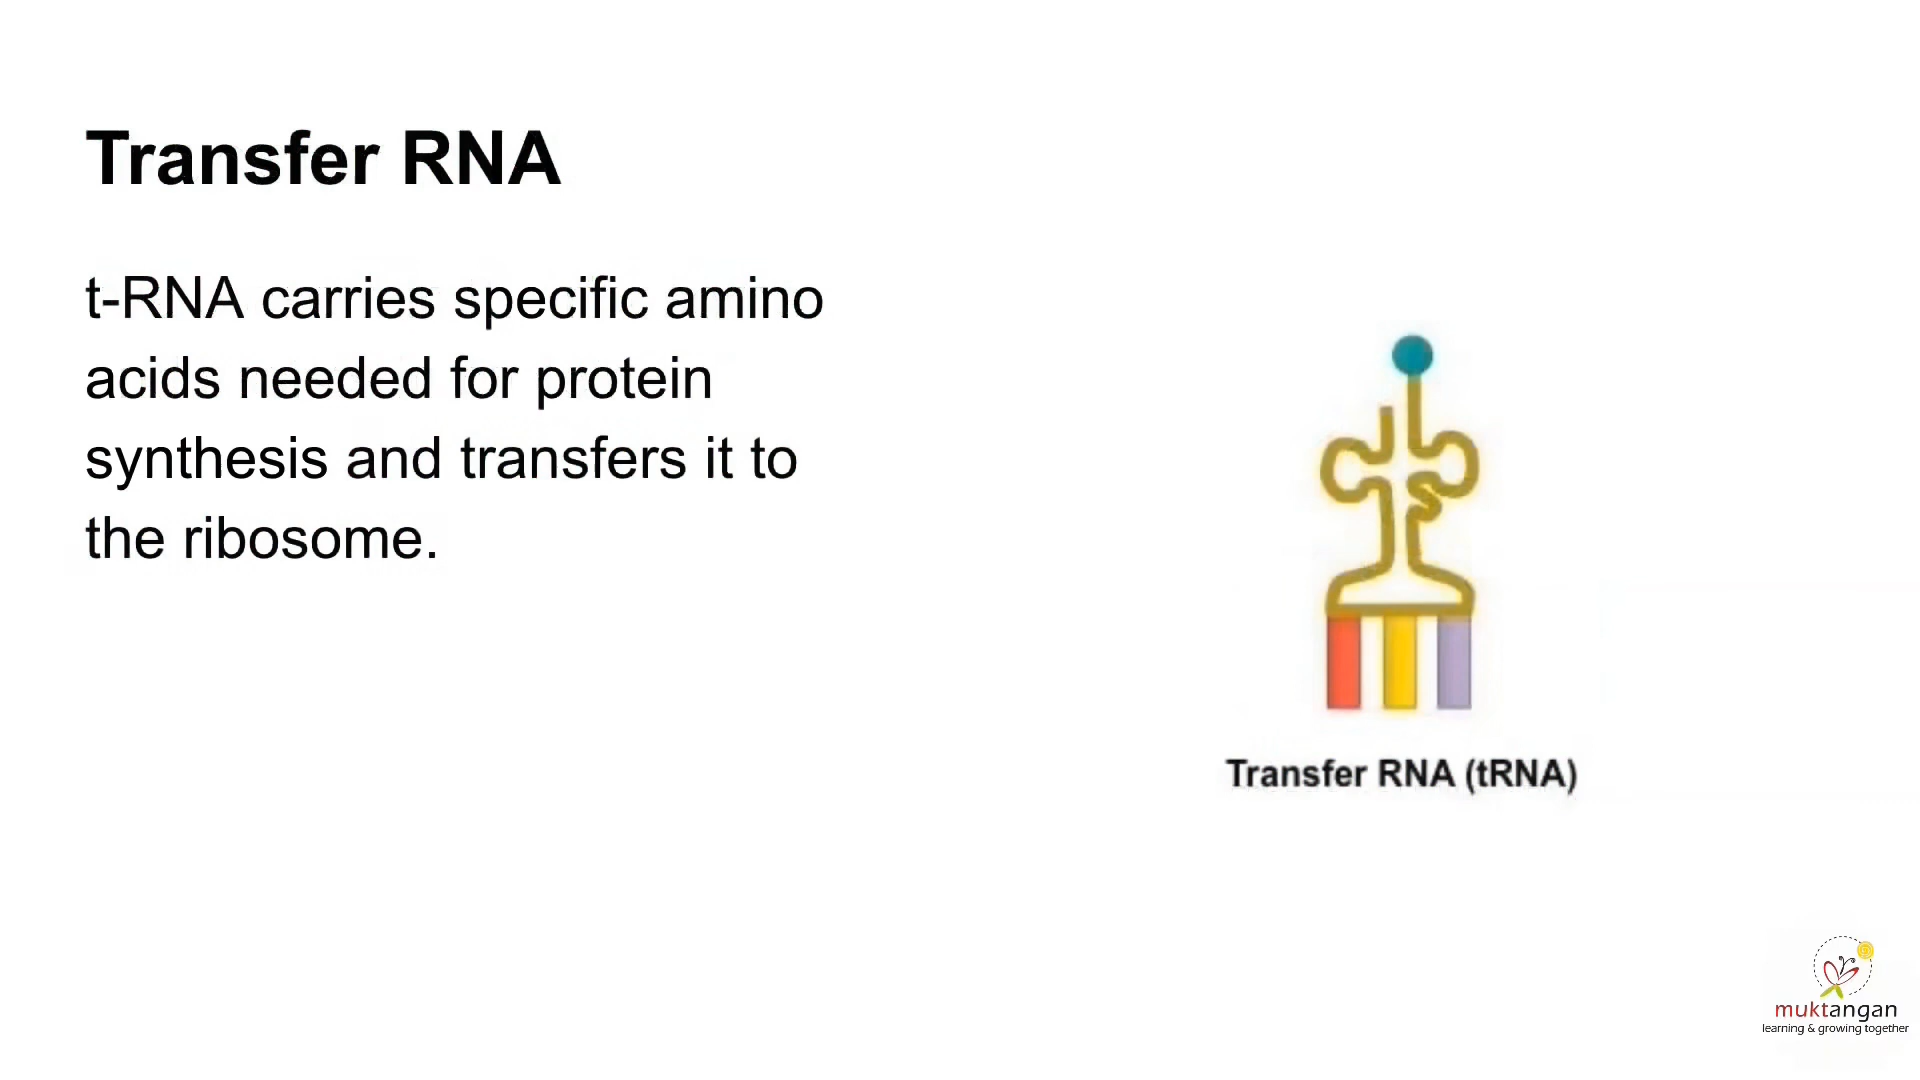 Transfer RNA
t-RNA carries specific amino
acids needed for protein
synthesis and transfers it to
the ribosome.
Transfer RNA (tRNA)
muktangan
learning & growing together